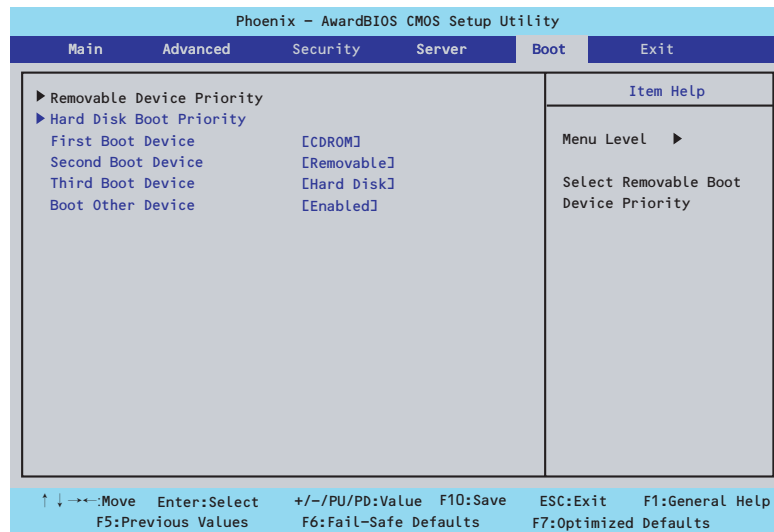 Phoenix – AwardBIOS CMOS Setup Utility
Main Advanced Security Server Boot Exit
▶ Removable Device Priority
▶ Hard Disk Boot Priority
First Boot Device [CDROM]
Second Boot Device [Removable]
Third Boot Device [Hard Disk]
Boot Other Device [Enabled]
Item Help
Menu Level ▶
Select Removable Boot
Device Priority
↑↓→←:Move Enter:Select +/-/PU/PD:Value F10:Save ESC:Exit F1:General Help
F5:Previous Values F6:Fail-Safe Defaults F7:Optimized Defaults